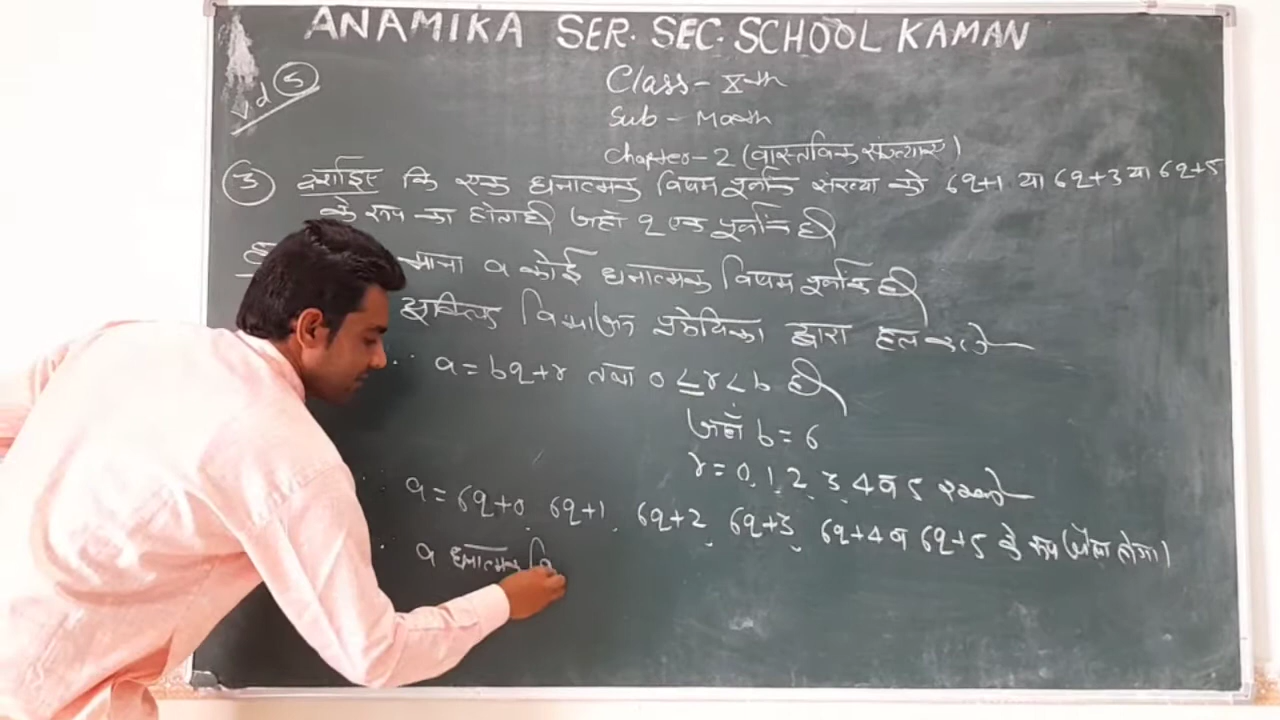 ANAMIKA SER. SEC. SCHOOL KAMAN
Class - X-th
Sub - Math
Chapter - 2 (वास्तविक संख्याएं)
3 दर्शाइए कि एक धनात्मक विषम पूर्णांक संख्या को 6q+1 या 6q+3 या 6q+5
के रूप का होता है जहाँ q एक पूर्णांक है
माना a कोई धनात्मक विषम पूर्णांक है
विभाजन प्रमेयिका द्वारा हल करने
∵ a = bq+r तथा 0 ≤ r < b है
जहाँ b = 6
r = 0, 1, 2, 3, 4 व 5 रखने
∴ a = 6q+0, 6q+1, 6q+2, 6q+3, 6q+4 व 6q+5 के रूप होगा।
∵ a धनात्मक वि